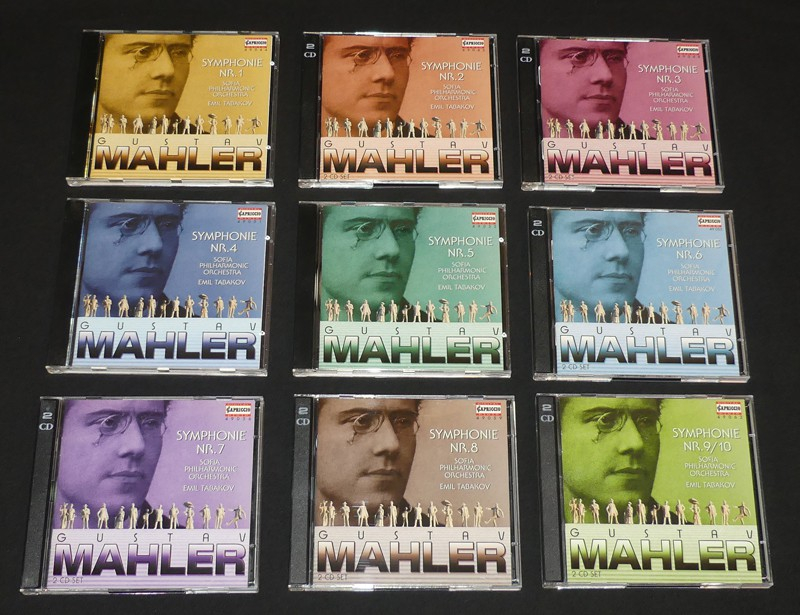 CAPRICCIO
SYMPHONIE
NR.1
SOFIA
PHILHARMONIC
ORCHESTRA
EMIL TABAKOV
GUSTAV
MAHLER
2
CD
CAPRICCIO
SYMPHONIE
NR.2
SOFIA
PHILHARMONIC
ORCHESTRA
EMIL TABAKOV
GUSTAV
MAHLER
2 CD SET
2
CD
CAPRICCIO
SYMPHONIE
NR.3
SOFIA
PHILHARMONIC
ORCHESTRA
EMIL TABAKOV
GUSTAV
MAHLER
2 CD SET
CAPRICCIO
SYMPHONIE
NR.4
SOFIA
PHILHARMONIC
ORCHESTRA
EMIL TABAKOV
GUSTAV
MAHLER
CAPRICCIO
SYMPHONIE
NR.5
SOFIA
PHILHARMONIC
ORCHESTRA
EMIL TABAKOV
GUSTAV
MAHLER
2
CD
CAPRICCIO
SYMPHONIE
NR.6
SOFIA
PHILHARMONIC
ORCHESTRA
EMIL TABAKOV
GUSTAV
MAHLER
2 CD SET
2
CD
CAPRICCIO
SYMPHONIE
NR.7
SOFIA
PHILHARMONIC
ORCHESTRA
EMIL TABAKOV
GUSTAV
MAHLER
2 CD SET
2
CD
CAPRICCIO
SYMPHONIE
NR.8
SOFIA
PHILHARMONIC
ORCHESTRA
EMIL TABAKOV
GUSTAV
MAHLER
2 CD SET
2
CD
CAPRICCIO
SYMPHONIE
NR.9/10
SOFIA
PHILHARMONIC
ORCHESTRA
EMIL TABAKOV
GUSTAV
MAHLER
2 CD SET